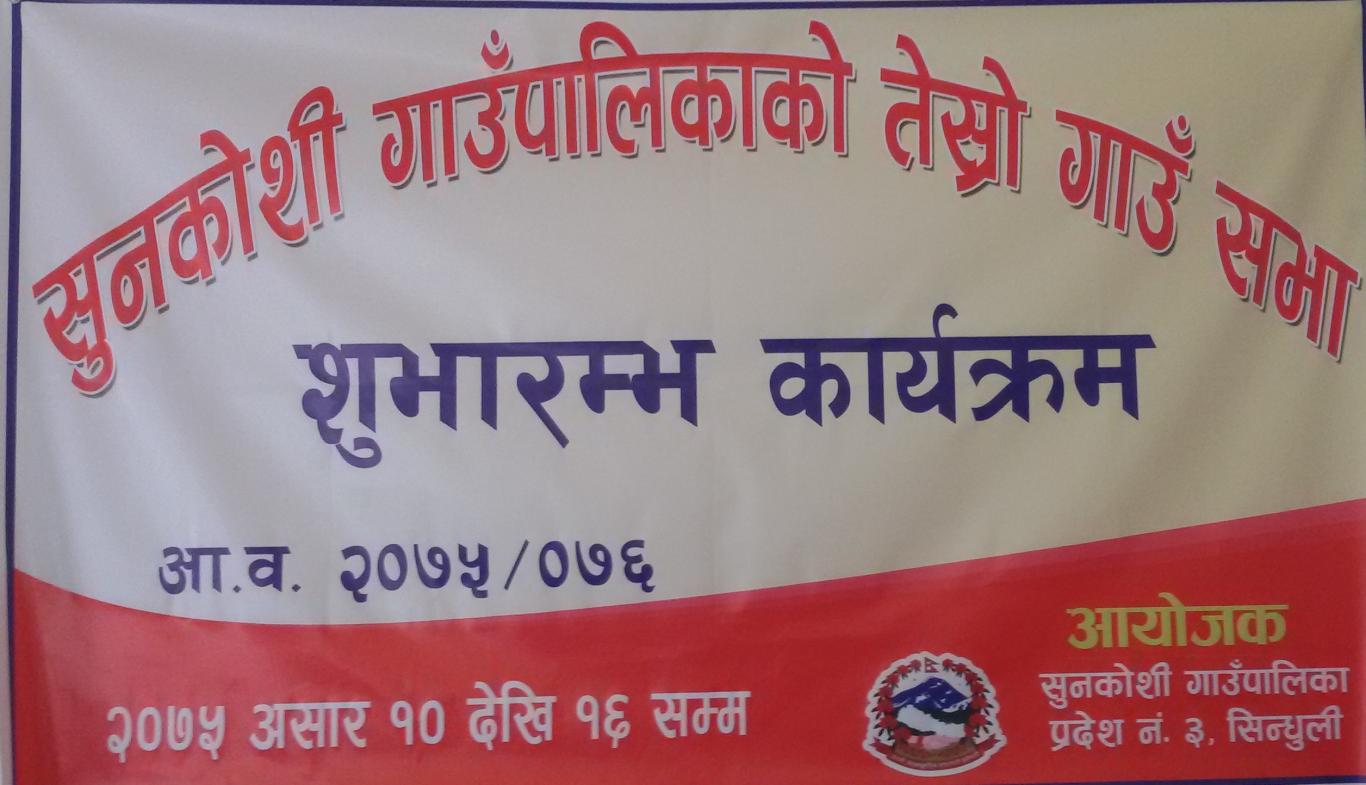 सुनकोशी गाउँपालिकाको तेस्रो गाउँ सभा
शुभारम्भ कार्यक्रम
आ.व. २०७५/०७६
२०७५ असार १० देखि १६ सम्म
आयोजक
सुनकोशी गाउँपालिका
प्रदेश नं. ३, सिन्धुली